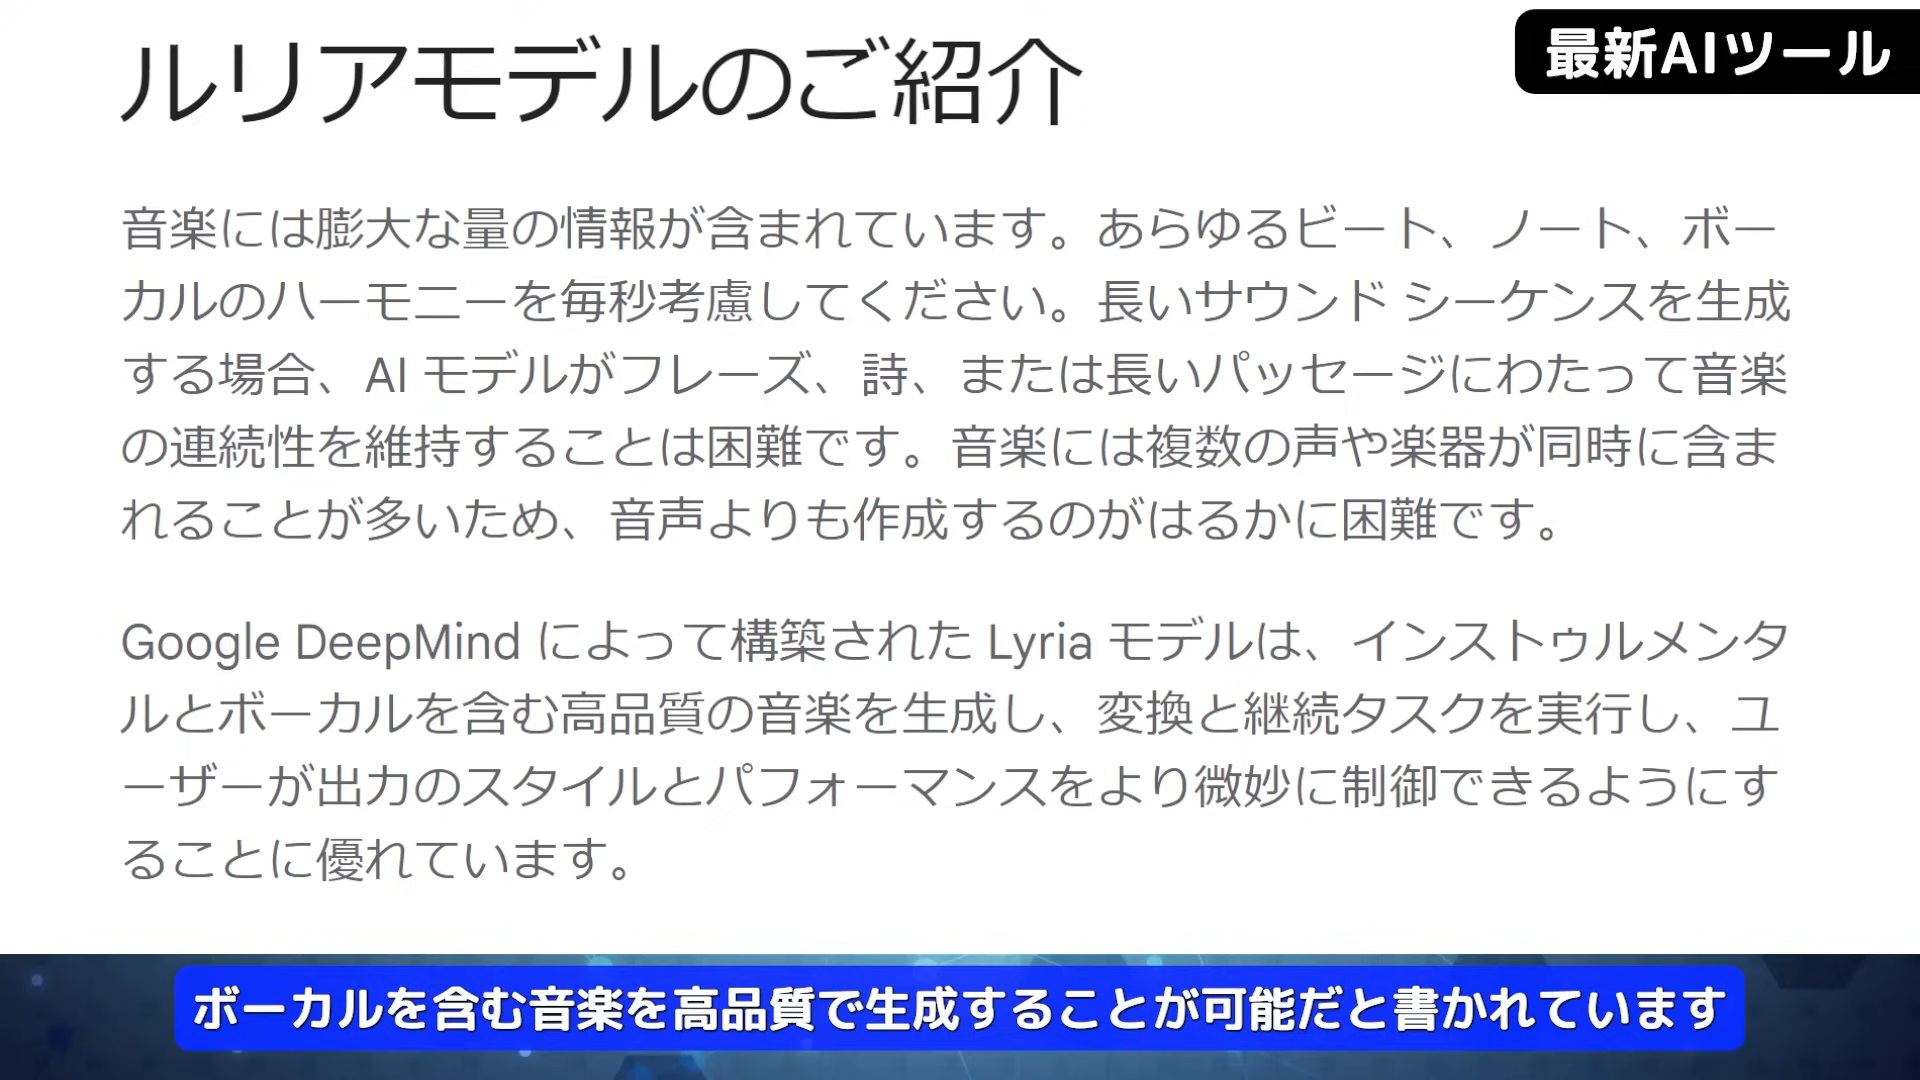 ルリアモデルのご紹介
最新AIツール
音楽には膨大な量の情報が含まれています。あらゆるビート、ノート、ボー
カルのハーモニーを毎秒考慮してください。長いサウンド シーケンスを生成
する場合、AI モデルがフレーズ、詩、または長いパッセージにわたって音楽
の連続性を維持することは困難です。音楽には複数の声や楽器が同時に含ま
れることが多いため、音声よりも作成するのがはるかに困難です。
Google DeepMind によって構築された Lyria モデルは、インストゥルメンタ
ルとボーカルを含む高品質の音楽を生成し、変換と継続タスクを実行し、ユ
ーザーが出力のスタイルとパフォーマンスをより微妙に制御できるようにす
ることに優れています。
ボーカルを含む音楽を高品質で生成することが可能だと書かれています